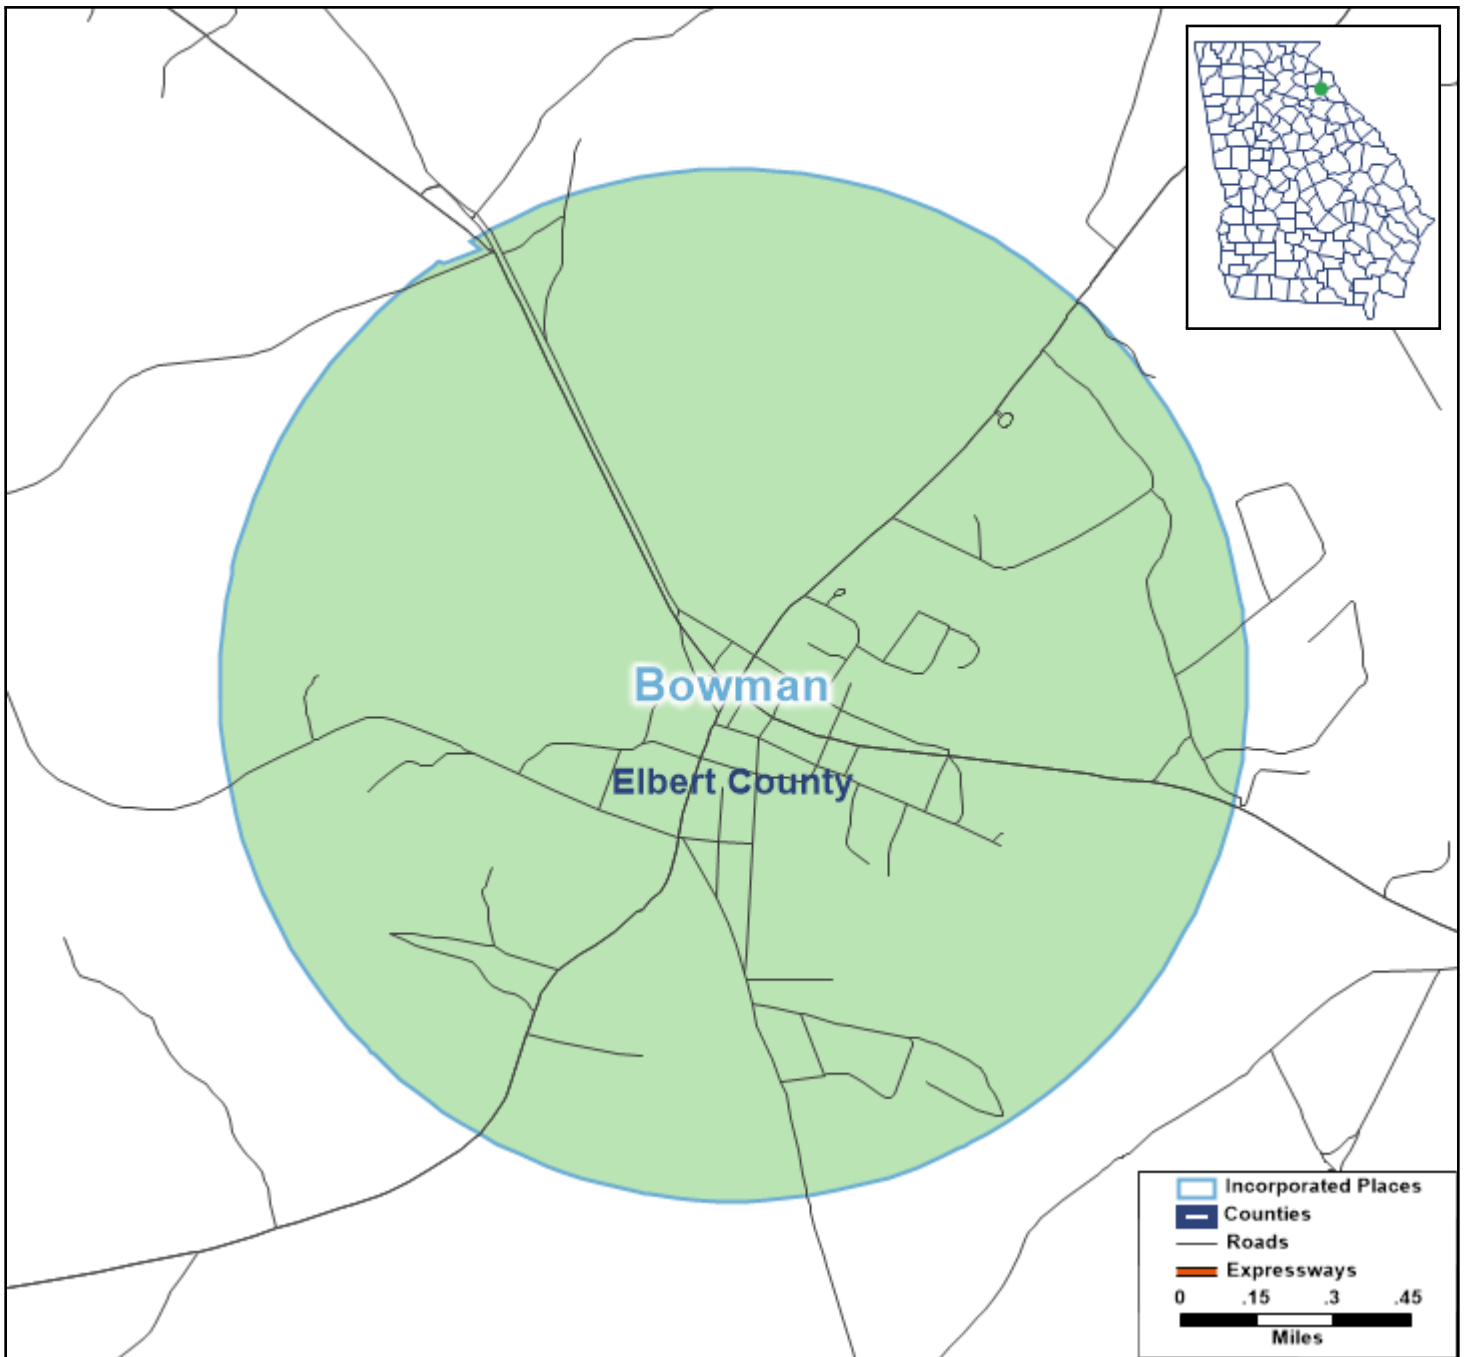 Bowman
Elbert County
Incorporated Places
Counties
Roads
Expressways
0 .15 .3 .45
Miles